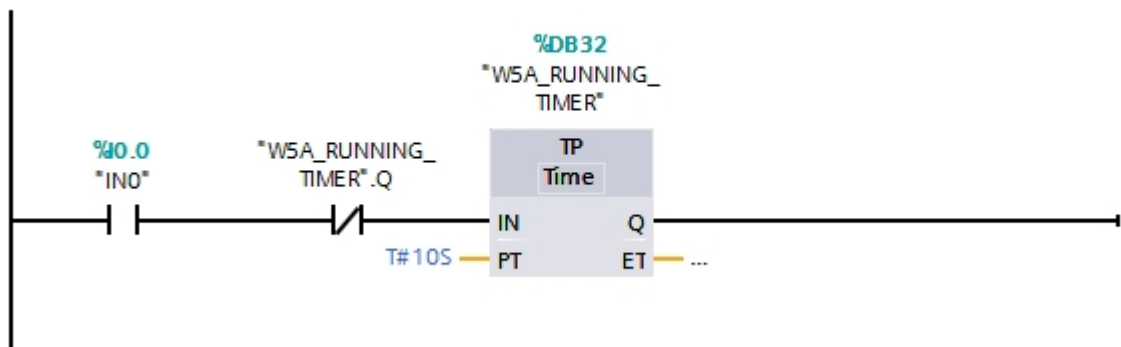 %DB32
"W5A_RUNNING_
TIMER"
%I0.0
"IN0"
"W5A_RUNNING_
TIMER".Q
TP
Time
IN
Q
T#10S
PT
ET
...